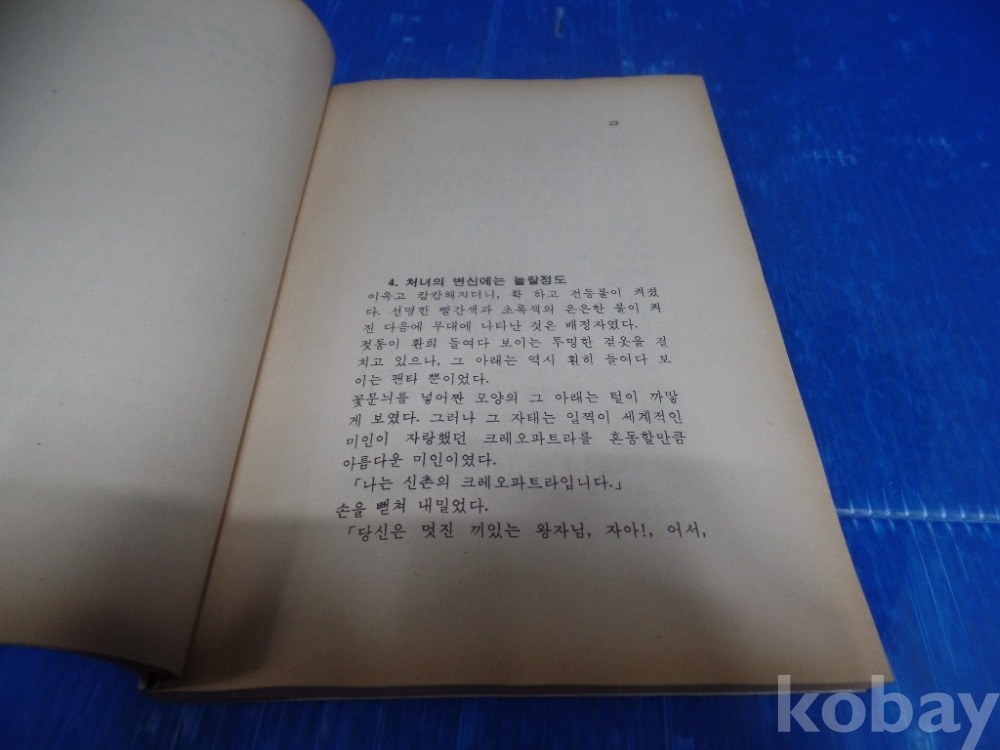 4. 처녀의 변신에는 놀랄정도
이윽고 캄캄해지더니, 확 하고 전등불이 켜졌
다. 선명한 빨간색과 초록색의 은은한 불이 켜
전 다음에 무대에 나타난 것은 배정자였다.
젖통이 환희 들여다 보이는 투명한 겉옷을 걸
치고 있으나, 그 아래는 역시 훤히 들여다 보
이는 팬타 뿐이었다.
꽃문늬를 넣어짠 모양의 그 아래는 털이 까맣
게 보였다. 그러나 그 자태는 일찍이 세계적인
미인이 자랑했던 크레오파트라를 혼동할만큼
아름다운 미인이였다.
「나는 신촌의 크레오파트라입니다.」
손을 뻗쳐 내밀었다.
「당신은 멋진 끼있는 왕자님, 자아!, 어서,
kobay